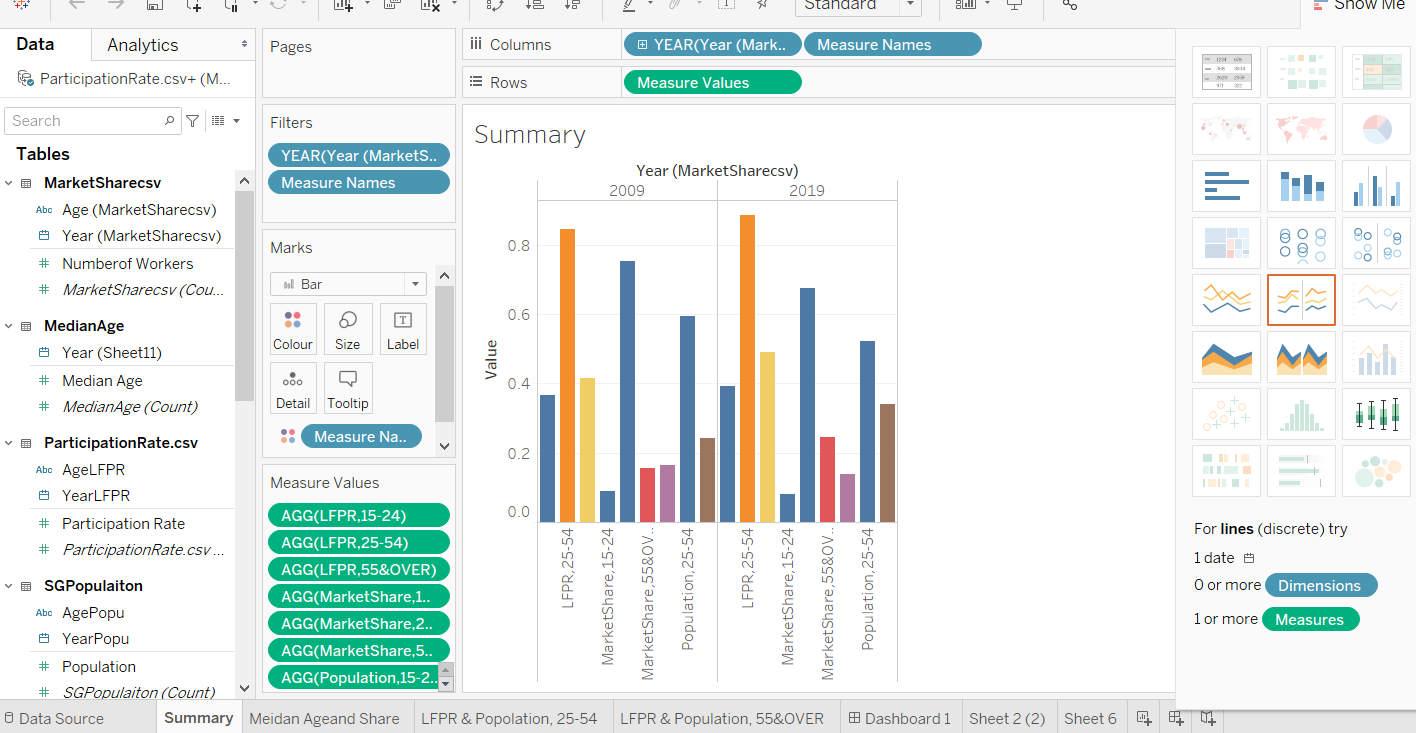 Standard
Show Me
Data
Analytics
ParticipationRate.csv+ (M...
Search
Tables
MarketSharecsv
Abc Age (MarketSharecsv)
Year (MarketSharecsv)
# Numberof Workers
# MarketSharecsv (Cou...
MedianAge
Year (Sheet11)
# Median Age
# MedianAge (Count)
ParticipationRate.csv
Abc AgeLFPR
YearLFPR
# Participation Rate
# ParticipationRate.csv ...
SGPopulaiton
Abc AgePopu
YearPopu
# Population
# SGPopulaiton (Count)
Pages
Filters
YEAR(Year (MarketS..
Measure Names
Marks
Bar
Colour
Size
Label
Detail
Tooltip
Measure Na..
Measure Values
AGG(LFPR,15-24)
AGG(LFPR,25-54)
AGG(LFPR,55&OVER)
AGG(MarketShare,1..
AGG(MarketShare,2..
AGG(MarketShare,5..
AGG(Population,15-2..
Columns
YEAR(Year (Mark..
Measure Names
Rows
Measure Values
Summary
Year (MarketSharecsv)
2009
2019
Value
0.8
0.6
0.4
0.2
0.0
LFPR,25-54
MarketShare,15-24
MarketShare,55&OV..
Population,25-54
LFPR,25-54
MarketShare,15-24
MarketShare,55&OV..
Population,25-54
For lines (discrete) try
1 date
0 or more Dimensions
1 or more Measures
Data Source
Summary
Meidan Ageand Share
LFPR & Popolation, 25-54
LFPR & Population, 55&OVER
Dashboard 1
Sheet 2 (2)
Sheet 6